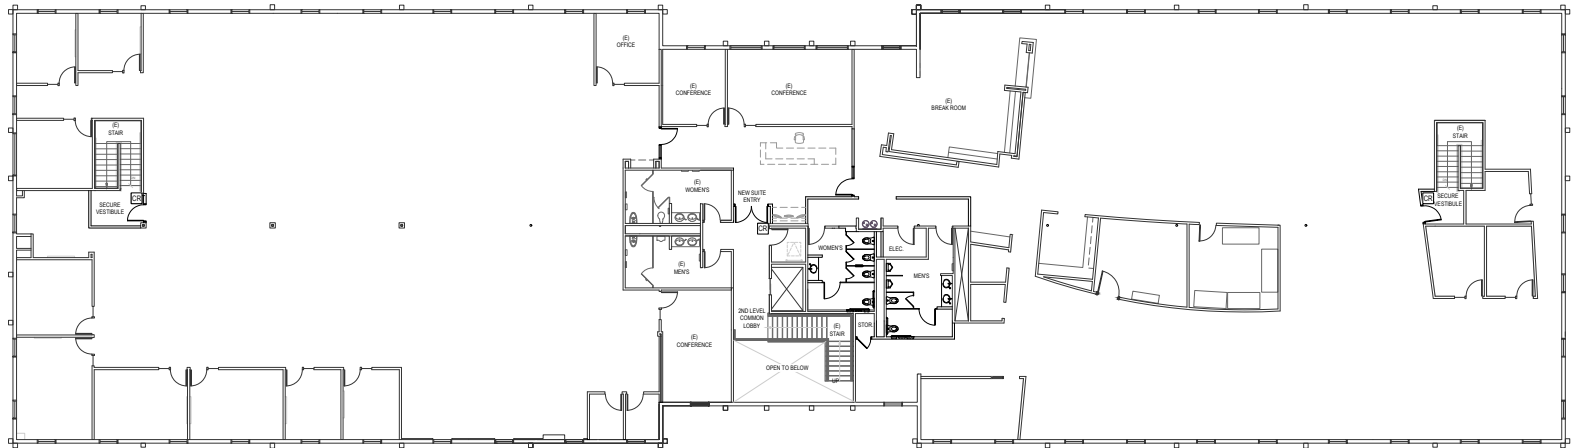 (E)
OFFICE
(E)
CONFERENCE
(E)
CONFERENCE
(E)
BREAK ROOM
(E)
STAIR
(E)
STAIR
CR
SECURE
VESTIBULE
(E)
WOMEN'S
NEW SUITE
ENTRY
CR
SECURE
VESTIBULE
CR
WOMEN'S
ELEC.
(E)
MEN'S
MEN'S
2ND LEVEL
COMMON
LOBBY
(E)
STAIR
STOR.
(E)
CONFERENCE
OPEN TO BELOW
UP